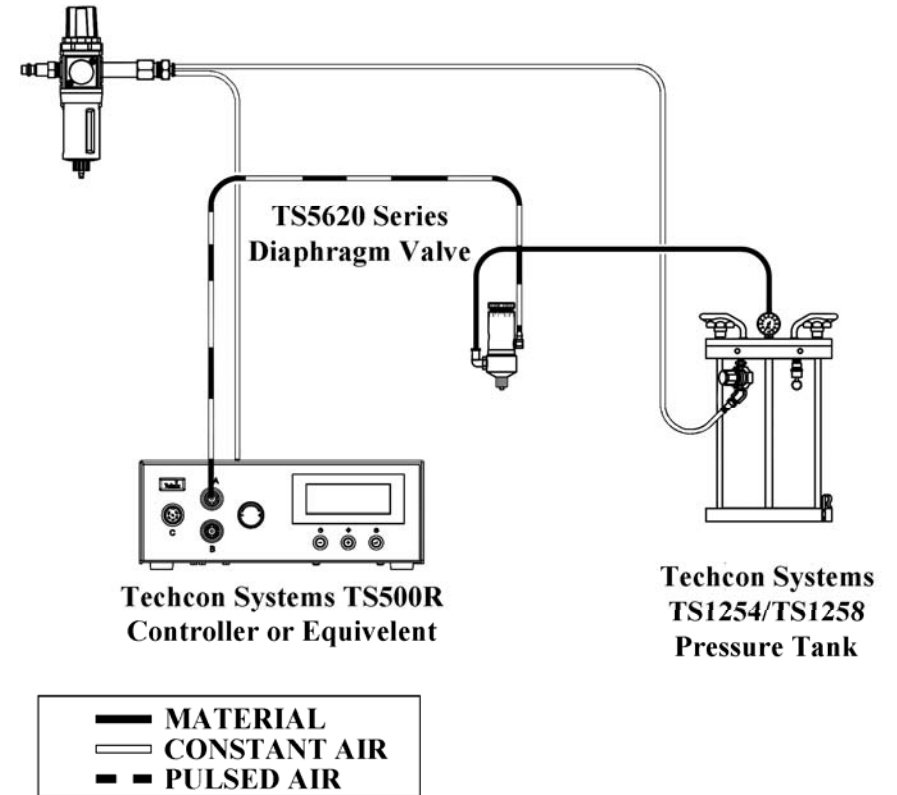 TS5620 Series
Diaphragm Valve
A
C
B
Techcon Systems TS500R
Controller or Equivelent
Techcon Systems
TS1254/TS1258
Pressure Tank
MATERIAL
CONSTANT AIR
PULSED AIR